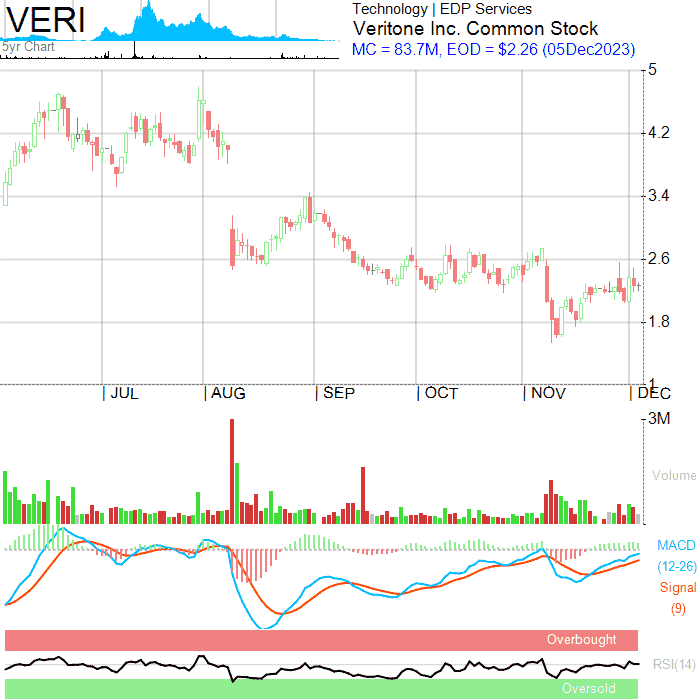 VERI
5yr Chart
Technology | EDP Services
Veritone Inc. Common Stock
MC = 83.7M, EOD = $2.26 (05Dec2023)
5
4.2
3.4
2.6
1.8
1
| JUL | AUG | SEP | OCT | NOV | DEC
3M
Volume
MACD
(12-26)
Signal
(9)
Overbought
RSI(14)
Oversold